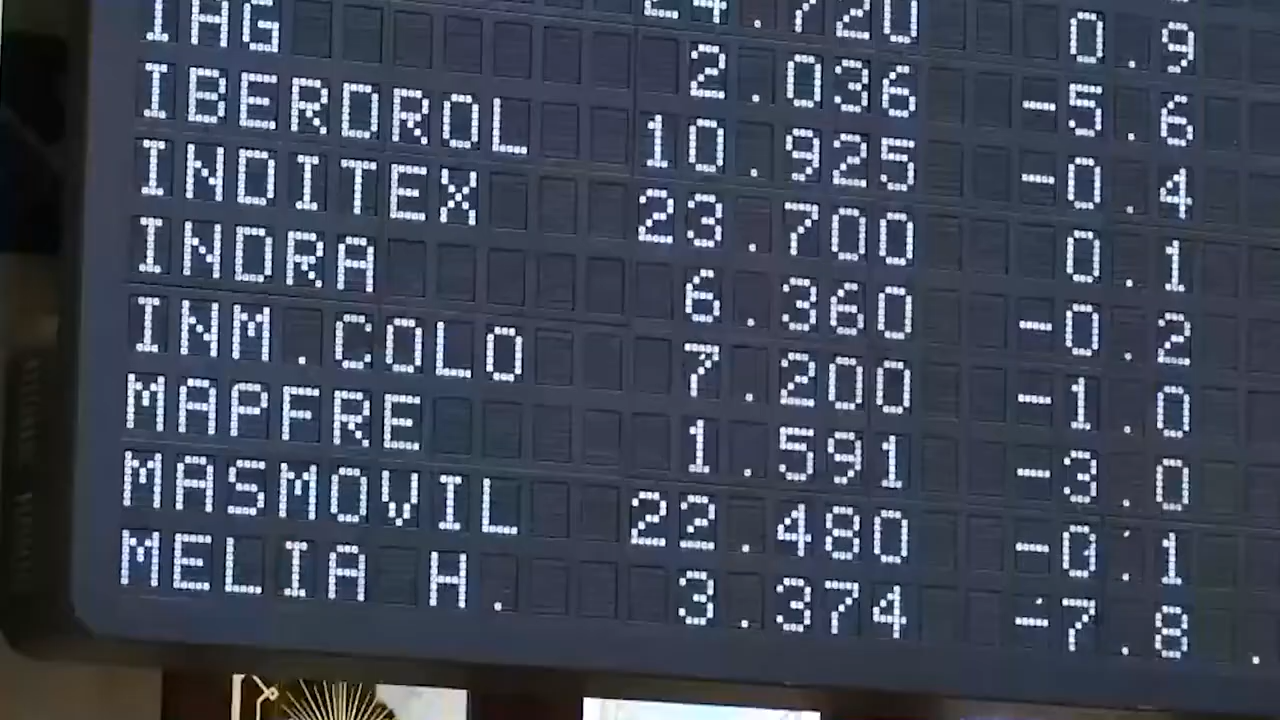 24.720 0.9
IAG 2.036 -5.6
IBERDROL 10.925 -0.4
INDITEX 23.700 0.1
INDRA 6.360 -0.2
INM.COLO 7.200 -1.0
MAPFRE 1.591 -3.0
MASMOVIL 22.480 -0.1
MELIA H. 3.374 -7.8